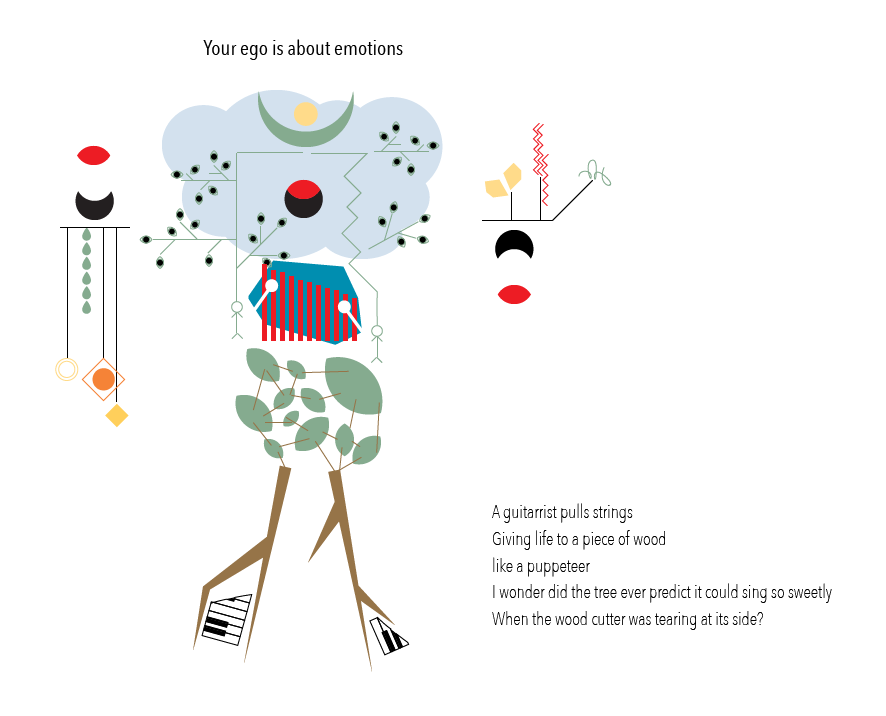 Your ego is about emotions
A guitarrist pulls strings
Giving life to a piece of wood
like a puppeteer
I wonder did the tree ever predict it could sing so sweetly
When the wood cutter was tearing at its side?